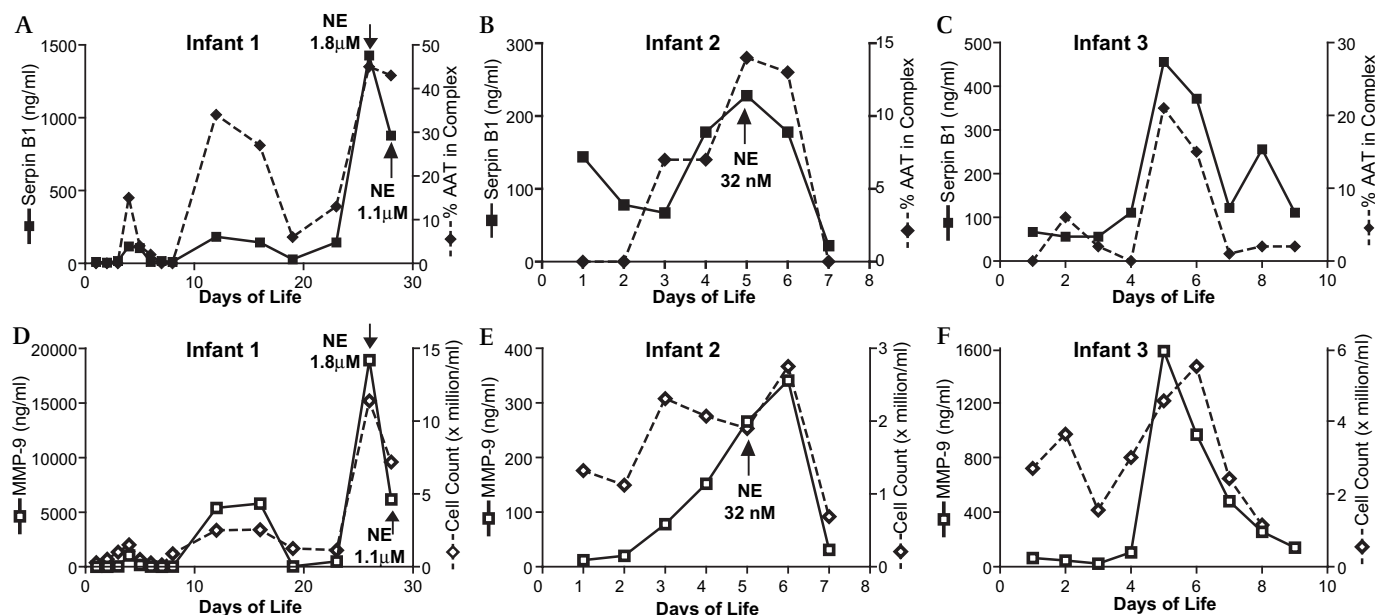 A
Infant 1
NE
1.8µM
Serpin B1 (ng/ml)
1500
1000
500
0
0
10
20
30
50
40
30
20
10
0
% AAT in Complex
NE
1.1µM
Days of Life
B
Infant 2
Serpin B1 (ng/ml)
300
200
100
0
0
1
2
3
4
5
6
7
8
15
10
5
0
% AAT in Complex
NE
32 nM
Days of Life
C
Infant 3
Serpin B1 (ng/ml)
500
400
350
300
200
100
0
0
2
4
6
8
10
30
20
10
0
% AAT in Complex
Days of Life
D
Infant 1
NE
1.8µM
MMP-9 (ng/ml)
20000
15000
10000
5000
0
0
10
20
30
15
10
5
0
Cell Count (x million/ml)
NE
1.1µM
Days of Life
E
Infant 2
MMP-9 (ng/ml)
400
300
200
100
0
0
1
2
3
4
5
6
7
8
3
2
1
0
Cell Count (x million/ml)
NE
32 nM
Days of Life
F
Infant 3
MMP-9 (ng/ml)
1600
1200
800
400
0
0
2
4
6
8
10
6
4
2
0
Cell Count (x million/ml)
Days of Life